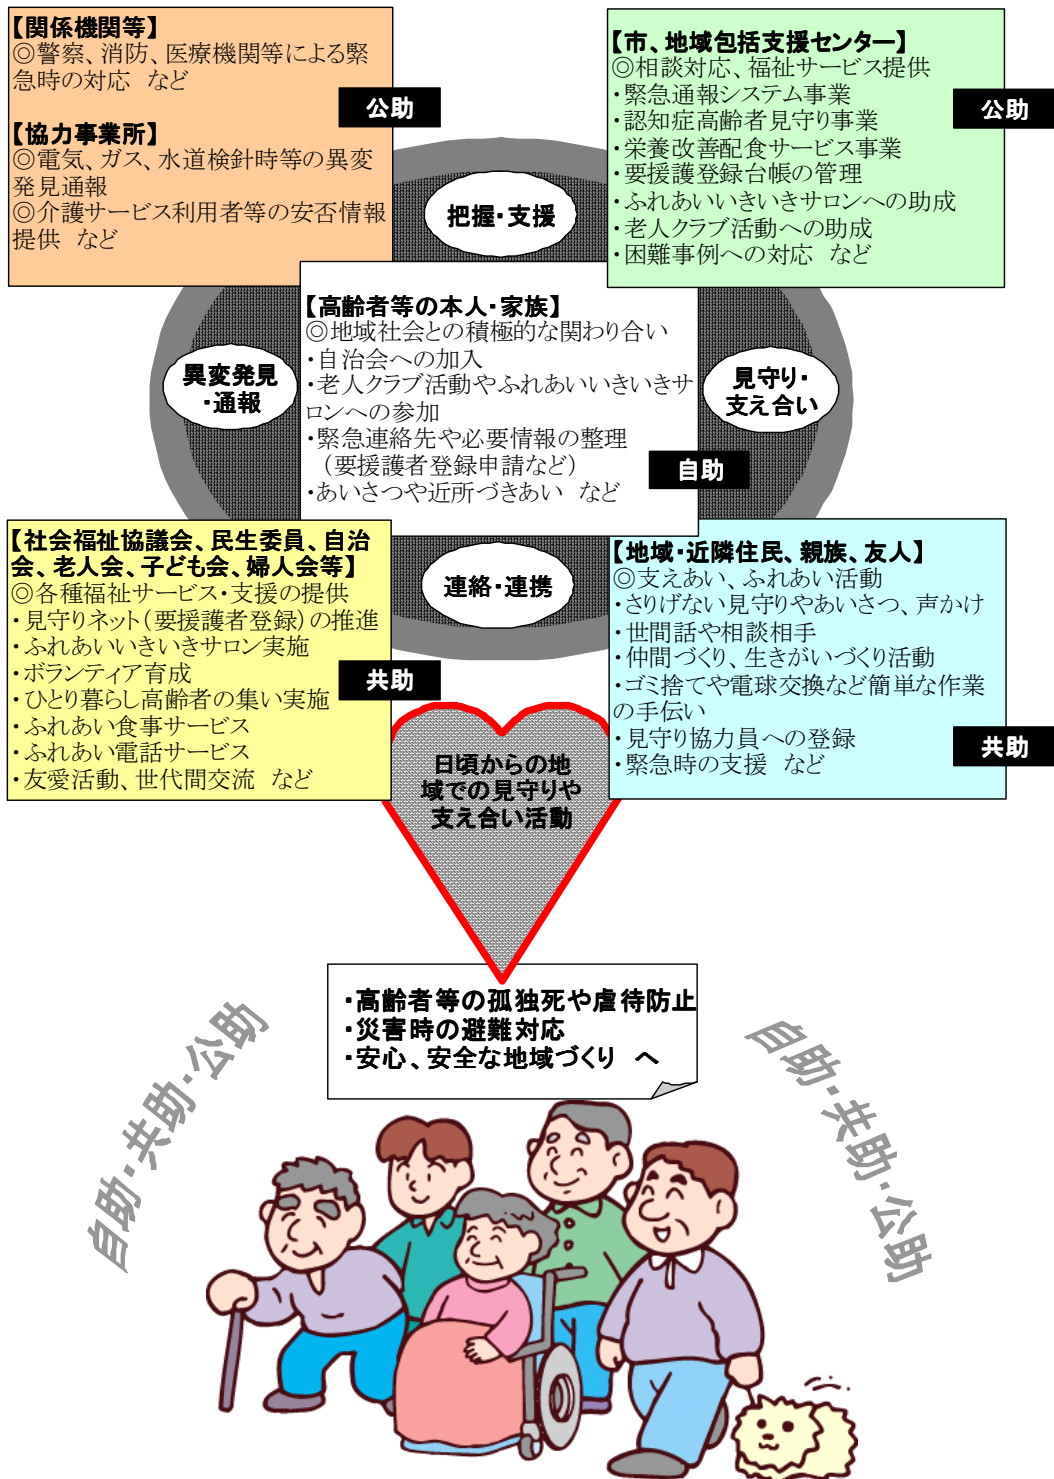 【関係機関等】
◎警察、消防、医療機関等による緊
急時の対応　など
【協力事業所】
◎電気、ガス、水道検針時等の異変
発見通報
◎介護サービス利用者等の安否情報
提供　など
公助
【市、地域包括支援センター】
◎相談対応、福祉サービス提供
・緊急通報システム事業
・認知症高齢者見守り事業
・栄養改善配食サービス事業
・要援護登録台帳の管理
・ふれあいいきいきサロンへの助成
・老人クラブ活動への助成
・困難事例への対応　など
公助
把握・支援
【高齢者等の本人・家族】
◎地域社会との積極的な関わり合い
・自治会への加入
・老人クラブ活動やふれあいいきいきサ
ロンへの参加
・緊急連絡先や必要情報の整理
（要援護者登録申請など）
・あいさつや近所づきあい　など
自助
異変発見
・通報
見守り・
支え合い
連絡・連携
【社会福祉協議会、民生委員、自治
会、老人会、子ども会、婦人会等】
◎各種福祉サービス・支援の提供
・見守りネット（要援護者登録）の推進
・ふれあいいきいきサロン実施
・ボランティア育成
・ひとり暮らし高齢者の集い実施
・ふれあい食事サービス
・ふれあい電話サービス
・友愛活動、世代間交流　など
共助
【地域・近隣住民、親族、友人】
◎支えあい、ふれあい活動
・さりげない見守りやあいさつ、声かけ
・世間話や相談相手
・仲間づくり、生きがいづくり活動
・ゴミ捨てや電球交換など簡単な作業
の手伝い
・見守り協力員への登録
・緊急時の支援　など
共助
日頃からの地
域での見守りや
支え合い活動
・高齢者等の孤独死や虐待防止
・災害時の避難対応
・安心、安全な地域づくり　へ
自助・共助・公助
自助・共助・公助